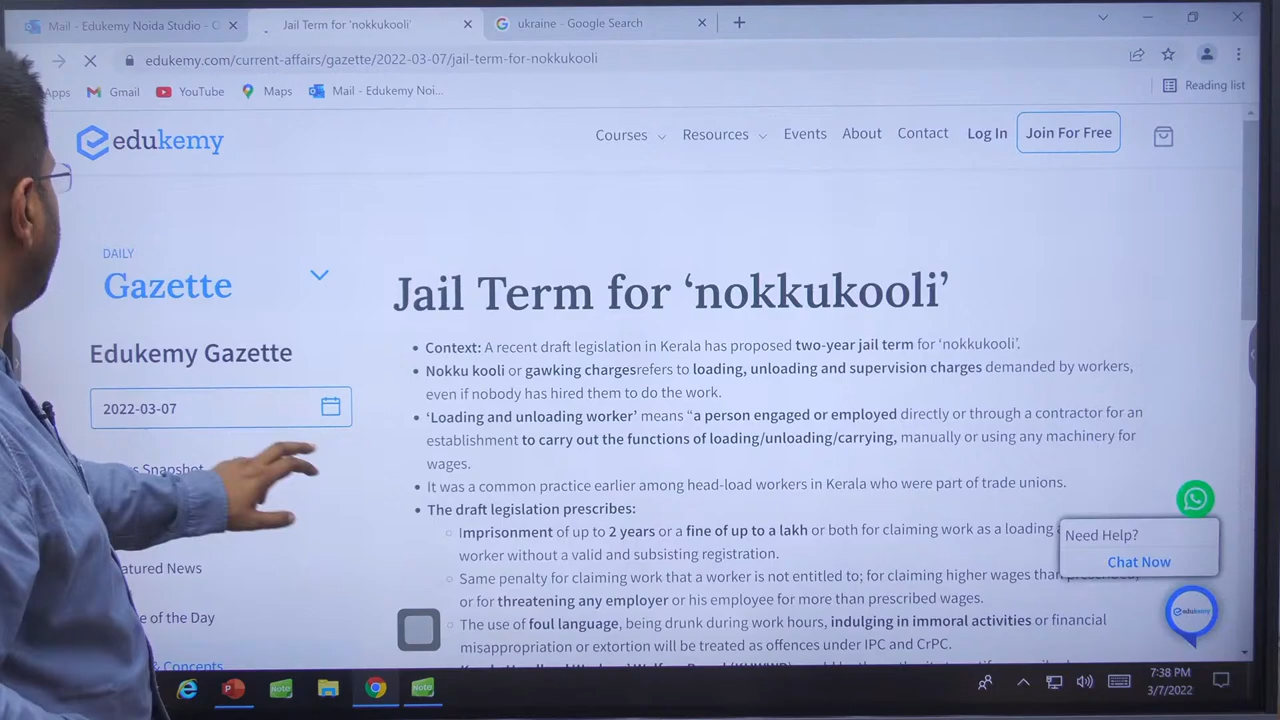 Mail - Edukemy Noida Studio - O
Jail Term for 'nokkukooli'
ukraine - Google Search
edukemy.com/current-affairs/gazette/2022-03-07/jail-term-for-nokkukooli
Apps
Gmail
YouTube
Maps
Mail - Edukemy Noi...
Reading list
edukemy
Courses
Resources
Events
About
Contact
Log In
Join For Free
DAILY
Gazette
Edukemy Gazette
2022-03-07
Snapshot
atured News
e of the Day
& Concepts
Jail Term for ‘nokkukooli’
• Context: A recent draft legislation in Kerala has proposed two-year jail term for ‘nokkukooli’.
• Nokku kooli or gawking chargesrefers to loading, unloading and supervision charges demanded by workers,
even if nobody has hired them to do the work.
• ‘Loading and unloading worker’ means “a person engaged or employed directly or through a contractor for an
establishment to carry out the functions of loading/unloading/carrying, manually or using any machinery for
wages.
• It was a common practice earlier among head-load workers in Kerala who were part of trade unions.
• The draft legislation prescribes:
Imprisonment of up to 2 years or a fine of up to a lakh or both for claiming work as a loading
worker without a valid and subsisting registration.
Same penalty for claiming work that a worker is not entitled to; for claiming higher wages than
or for threatening any employer or his employee for more than prescribed wages.
The use of foul language, being drunk during work hours, indulging in immoral activities or financial
misappropriation or extortion will be treated as offences under IPC and CrPC.
Need Help?
Chat Now
edukemy
Note
Note
7:38 PM
3/7/2022